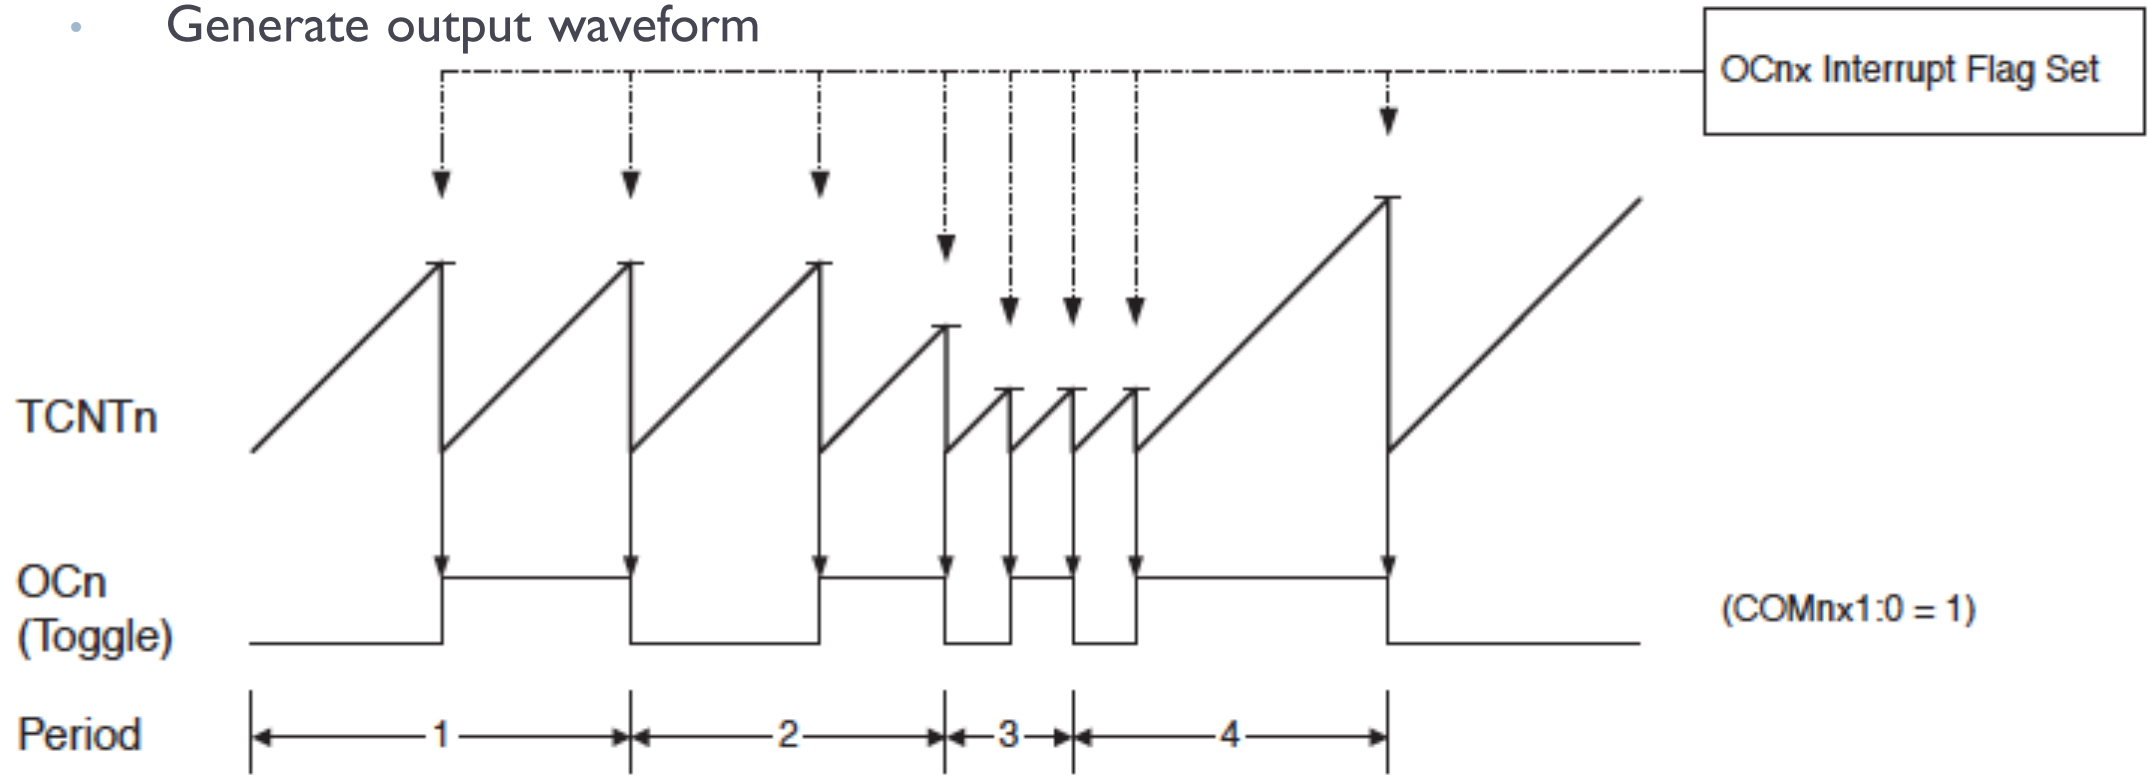 • Generate output waveform
OCnx Interrupt Flag Set
TCNTn
OCn
(Toggle)
(COMnx1:0 = 1)
Period
1
2
3
4